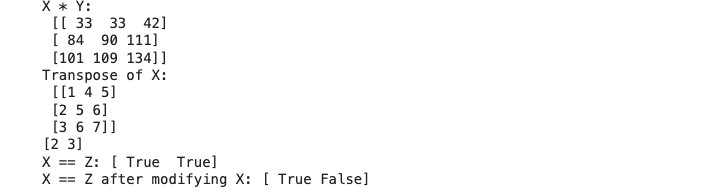 X * Y:
[[ 33  33  42]
[ 84  90 111]
[101 109 134]]
Transpose of X:
[[1 4 5]
[2 5 6]
[3 6 7]]
[2 3]
X == Z: [ True  True]
X == Z after modifying X: [ True False]